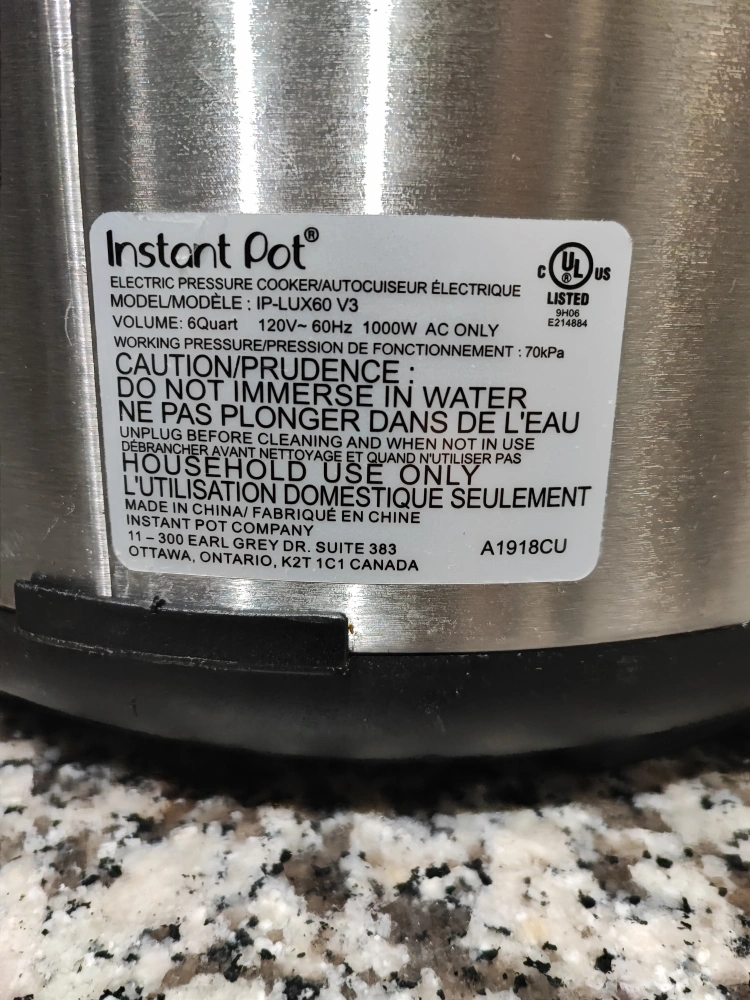 Instant Pot®
ELECTRIC PRESSURE COOKER/AUTOCUISEUR ÉLECTRIQUE
MODEL/MODÈLE : IP-LUX60 V3
VOLUME: 6Quart 120V~ 60Hz 1000W AC ONLY
WORKING PRESSURE/PRESSION DE FONCTIONNEMENT : 70kPa
C UL ® US
LISTED
9H06
E214884
CAUTION/PRUDENCE :
DO NOT IMMERSE IN WATER
NE PAS PLONGER DANS DE L'EAU
UNPLUG BEFORE CLEANING AND WHEN NOT IN USE
DÉBRANCHER AVANT NETTOYAGE ET QUAND N'UTILISER PAS
HOUSEHOLD USE ONLY
L'UTILISATION DOMESTIQUE SEULEMENT
MADE IN CHINA/ FABRIQUÉ EN CHINE
INSTANT POT COMPANY
11 – 300 EARL GREY DR. SUITE 383
OTTAWA, ONTARIO, K2T 1C1 CANADA
A1918CU